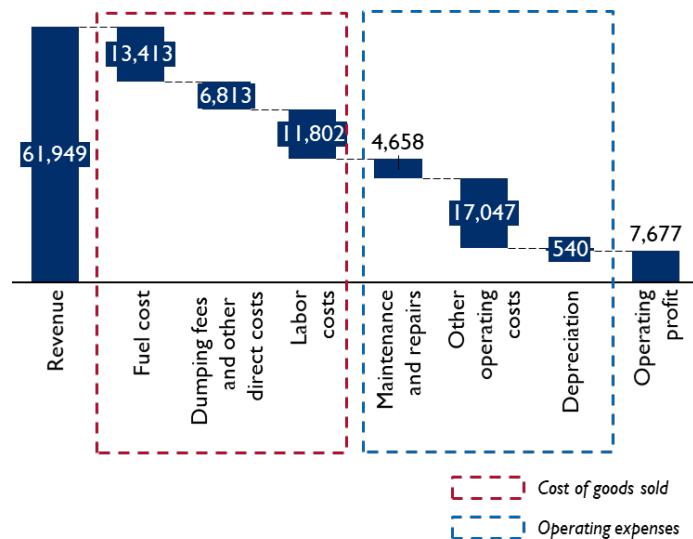 61,949
13,413
6,813
11,802
4,658
17,047
540
7,677
Revenue
Fuel cost
Dumping fees
and other
direct costs
Labor
costs
Maintenance
and repairs
Other
operating
costs
Depreciation
Operating
profit
Cost of goods sold
Operating expenses